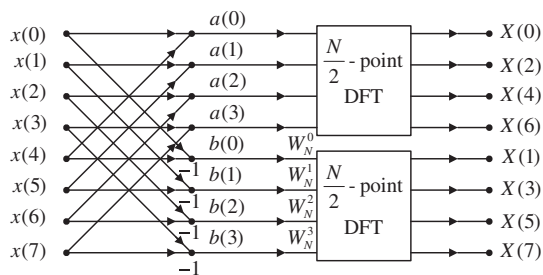 x(0) a(0) X(0)
x(1) a(1) N/2 - point DFT X(2)
x(2) a(2) X(4)
x(3) a(3) X(6)
x(4) b(0) W_N^0 X(1)
x(5) -1 b(1) W_N^1 N/2 - point DFT X(3)
x(6) -1 b(2) W_N^2 X(5)
x(7) -1 b(3) W_N^3 X(7)
-1